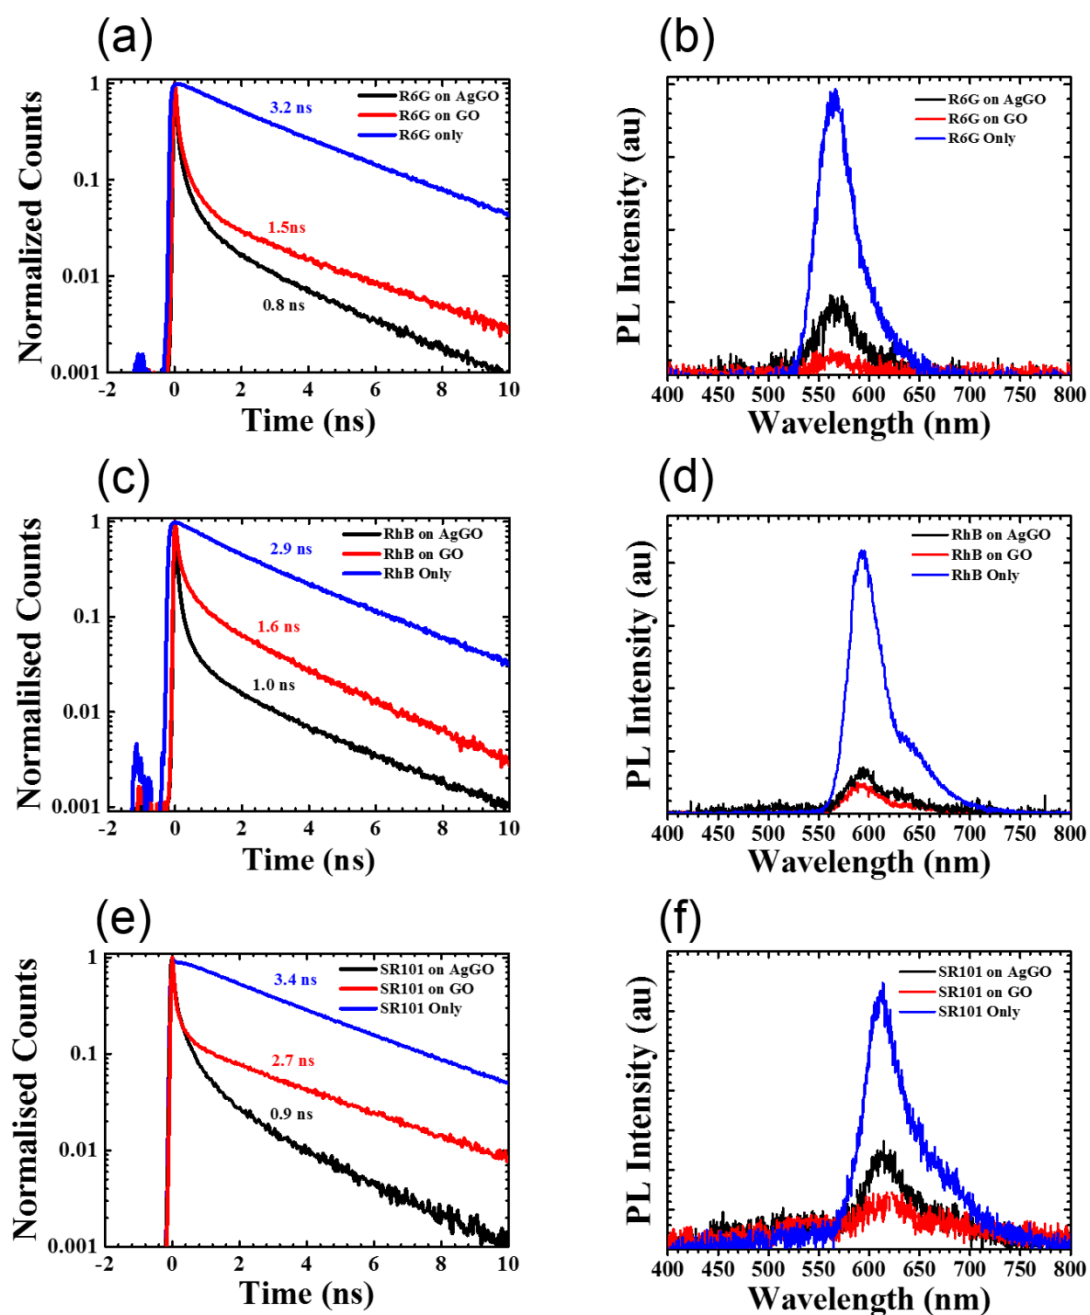 (a)
Normalized Counts
1
0.1
0.01
0.001
3.2 ns
1.5ns
0.8 ns
R6G on AgGO
R6G on GO
R6G only
-2 0 2 4 6 8 10
Time (ns)
(b)
PL Intensity (au)
R6G on AgGO
R6G on GO
R6G Only
400 450 500 550 600 650 700 750 800
Wavelength (nm)
(c)
Normalilsed Counts
1
0.1
0.01
0.001
2.9 ns
1.6 ns
1.0 ns
RhB on AgGO
RhB on GO
RhB Only
-2 0 2 4 6 8 10
Time (ns)
(d)
PL Intensity (au)
RhB on AgGO
RhB on GO
RhB Only
400 450 500 550 600 650 700 750 800
Wavelength (nm)
(e)
Normalised Counts
1
0.1
0.01
0.001
3.4 ns
2.7 ns
0.9 ns
SR101 on AgGO
SR101 on GO
SR101 Only
-2 0 2 4 6 8 10
Time (ns)
(f)
PL Intensity (au)
SR101 on AgGO
SR101 on GO
SR101 Only
400 450 500 550 600 650 700 750 800
Wavelength (nm)